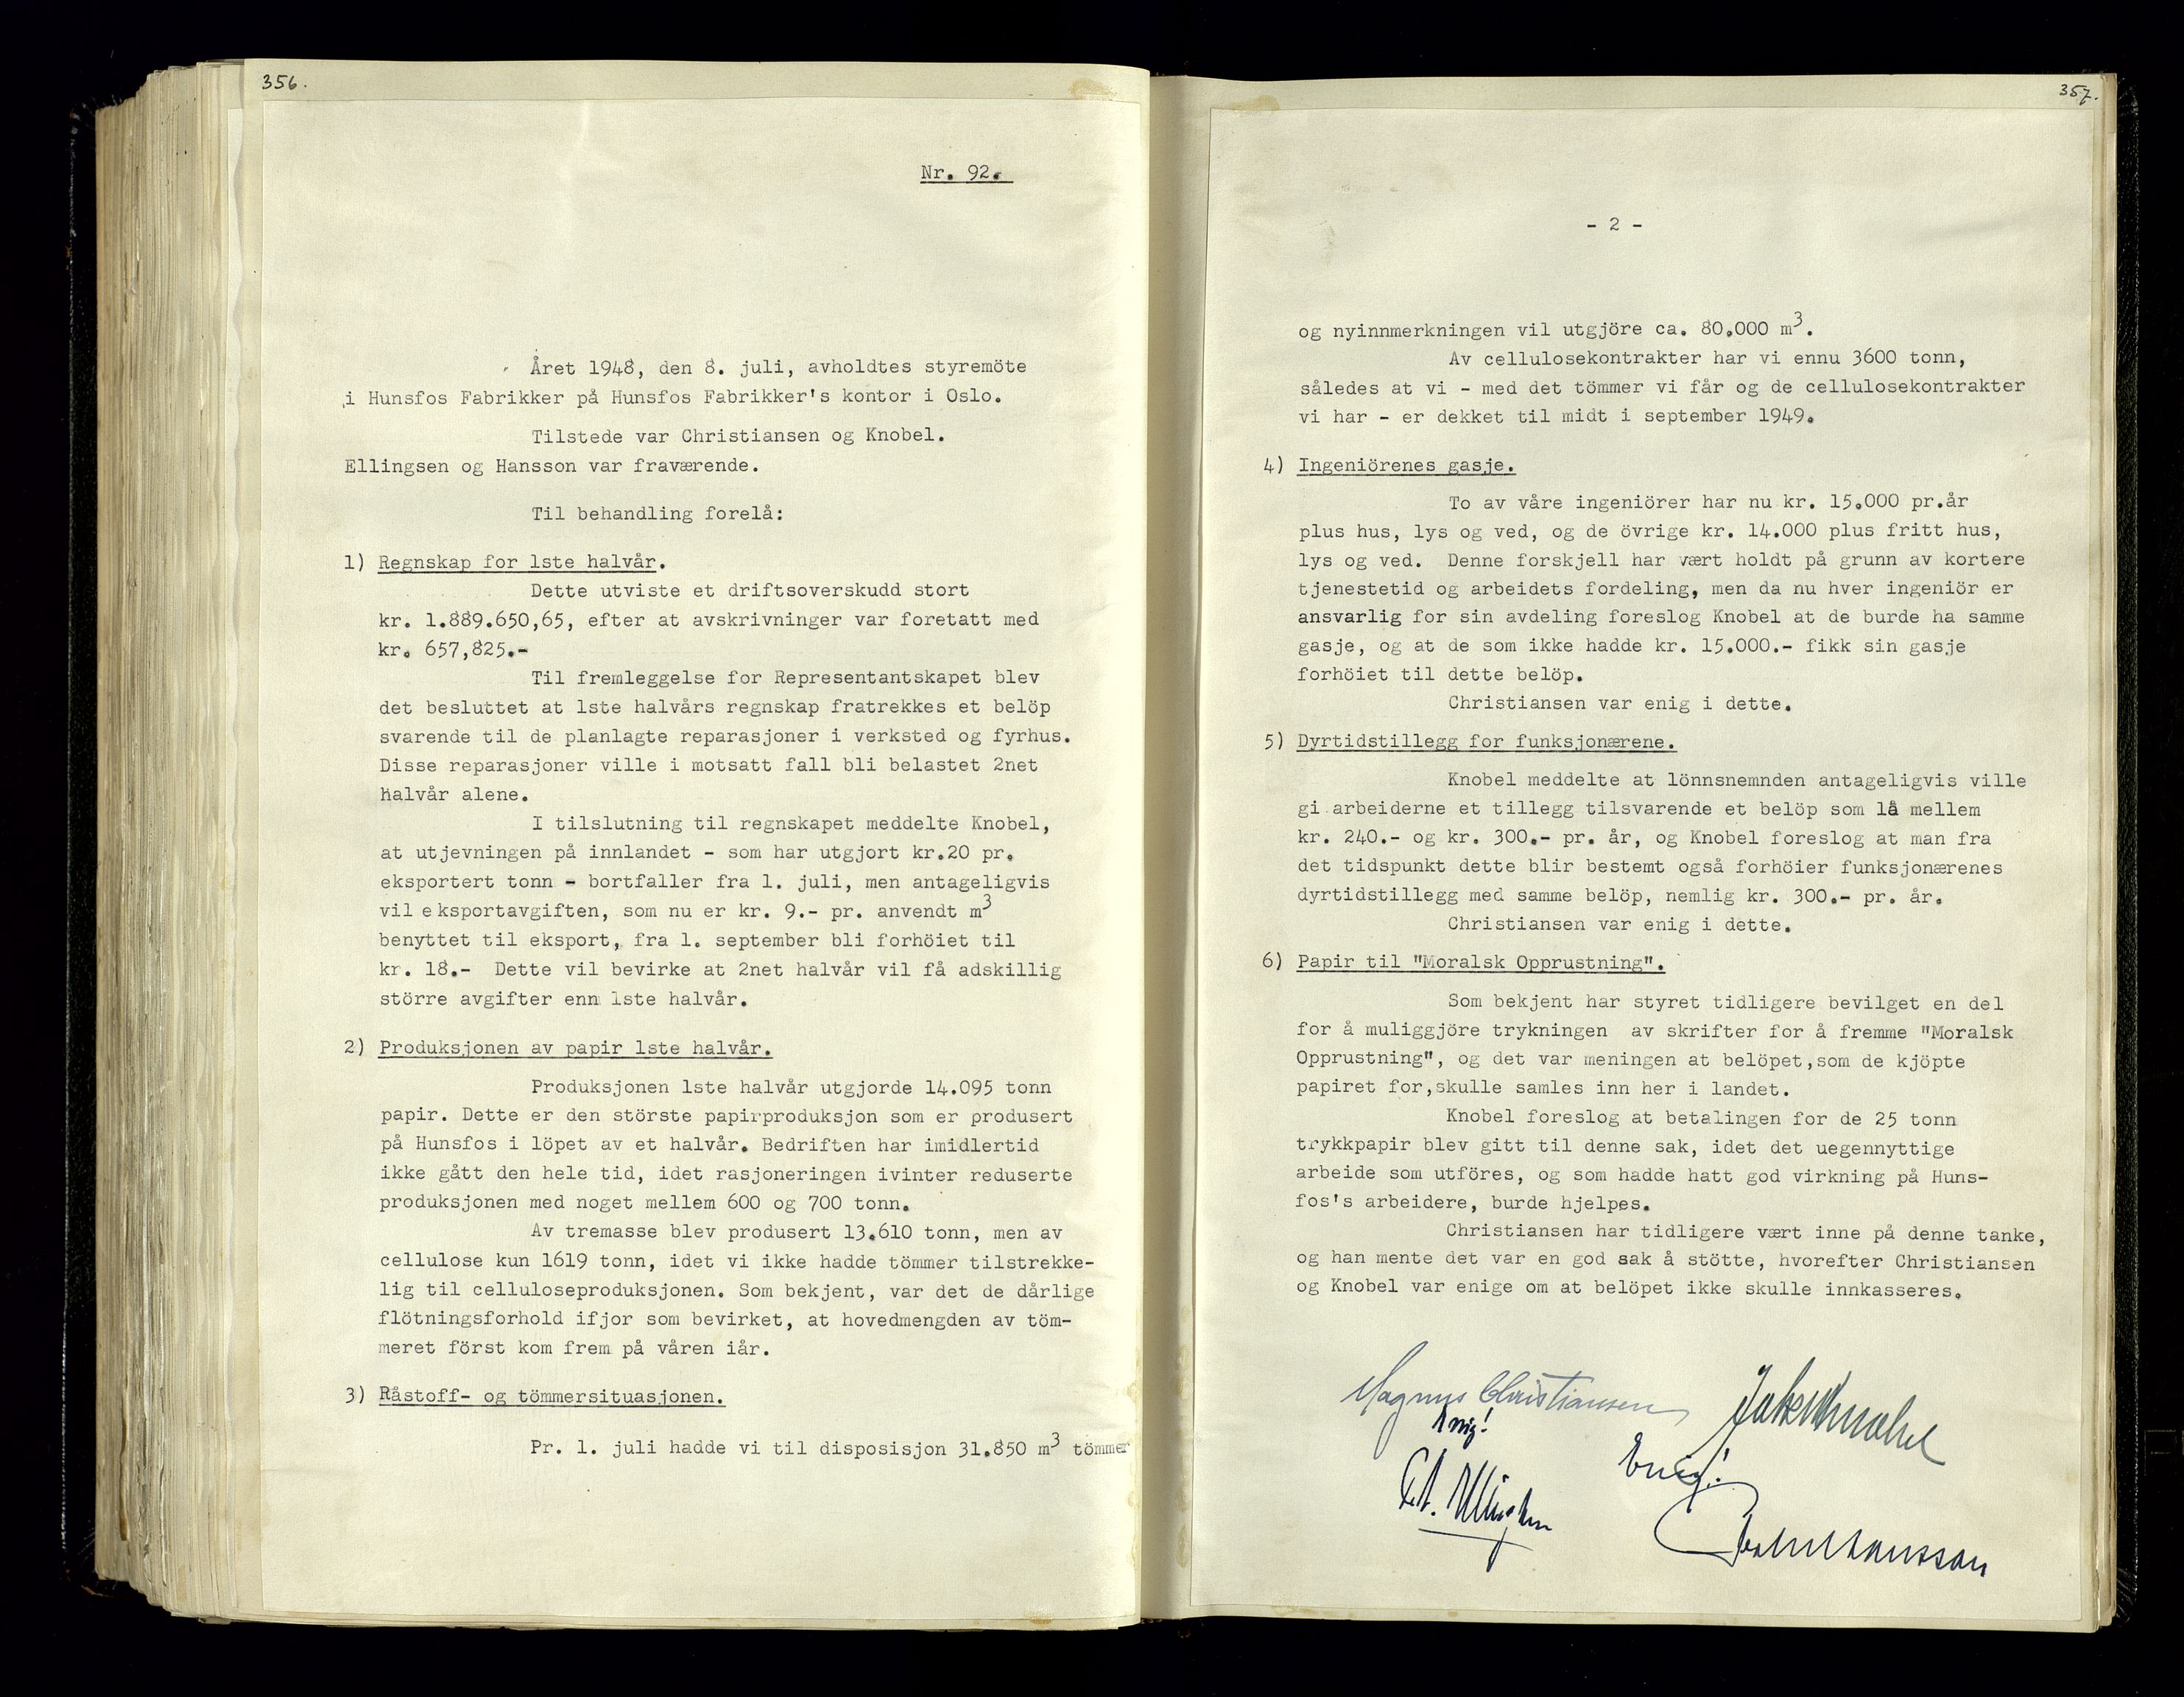 356.
Nr. 92.
Året 1948, den 8. juli, avholdtes styremöte
i Hunsfos Fabrikker på Hunsfos Fabrikker's kontor i Oslo.
Tilstede var Christiansen og Knobel.
Ellingsen og Hansson var fraværende.
Til behandling forelå:
1) Regnskap for 1ste halvår.
Dette utviste et driftsoverskudd stort
kr. 1.889.650,65, efter at avskrivninger var foretatt med
kr. 657,825.-
Til fremleggelse for Representantskapet blev
det besluttet at 1ste halvårs regnskap fratrekkes et belöp
svarende til de planlagte reparasjoner i verksted og fyrhus.
Disse reparasjoner ville i motsatt fall bli belastet 2net
halvår alene.
I tilslutning til regnskapet meddelte Knobel,
at utjevningen på innlandet - som har utgjort kr.20 pr.
eksportert tonn - bortfaller fra 1. juli, men antageligvis
vil eksportavgiften, som nu er kr. 9.- pr. anvendt m3
benyttet til eksport, fra 1. september bli forhöiet til
kr. 18.- Dette vil bevirke at 2net halvår vil få adskillig
större avgifter enn 1ste halvår.
2) Produksjonen av papir 1ste halvår.
Produksjonen 1ste halvår utgjorde 14.095 tonn
papir. Dette er den störste papirproduksjon som er produsert
på Hunsfos i löpet av et halvår. Bedriften har imidlertid
ikke gått den hele tid, idet rasjoneringen ivinter reduserte
produksjonen med noget mellem 600 og 700 tonn.
Av tremasse blev produsert 13.610 tonn, men av
cellulose kun 1619 tonn, idet vi ikke hadde tömmer tilstrekke-
lig til celluloseproduksjonen. Som bekjent, var det de dårlige
flötningsforhold ifjor som bevirket, at hovedmengden av töm-
meret först kom frem på våren iår.
3) Råstoff- og tömmersituasjonen.
Pr. 1. juli hadde vi til disposisjon 31.850 m3 tömmer
357.
- 2 -
og nyinnmerkningen vil utgjöre ca. 80.000 m3.
Av cellulosekontrakter har vi ennu 3600 tonn,
således at vi - med det tömmer vi får og de cellulosekontrakter
vi har - er dekket til midt i september 1949.
4) Ingeniörenes gasje.
To av våre ingeniörer har nu kr. 15.000 pr.år
plus hus, lys og ved, og de övrige kr. 14.000 plus fritt hus,
lys og ved. Denne forskjell har vært holdt på grunn av kortere
tjenestetid og arbeidets fordeling, men da nu hver ingeniör er
ansvarlig for sin avdeling foreslog Knobel at de burde ha samme
gasje, og at de som ikke hadde kr. 15.000.- fikk sin gasje
forhöiet til dette belöp.
Christiansen var enig i dette.
5) Dyrtidstillegg for funksjonærene.
Knobel meddelte at lönnsnemnden antageligvis ville
gi arbeiderne et tillegg tilsvarende et belöp som lå mellem
kr. 240.- og kr. 300.- pr. år, og Knobel foreslog at man fra
det tidspunkt dette blir bestemt også forhöier funksjonærenes
dyrtidstillegg med samme belöp, nemlig kr. 300.- pr. år.
Christiansen var enig i dette.
6) Papir til "Moralsk Opprustning".
Som bekjent har styret tidligere bevilget en del
for å muliggjöre trykningen av skrifter for å fremme "Moralsk
Opprustning", og det var meningen at belöpet,som de kjöpte
papiret for,skulle samles inn her i landet.
Knobel foreslog at betalingen for de 25 tonn
trykkpapir blev gitt til denne sak, idet det uegennyttige
arbeide som utföres, og som hadde hatt god virkning på Huns-
fos's arbeidere, burde hjelpes.
Christiansen har tidligere vært inne på denne tanke,
og han mente det var en god sak å stötte, hvorefter Christiansen
og Knobel var enige om at belöpet ikke skulle innkasseres.
Magnus Christiansen
Enig!
Enig!